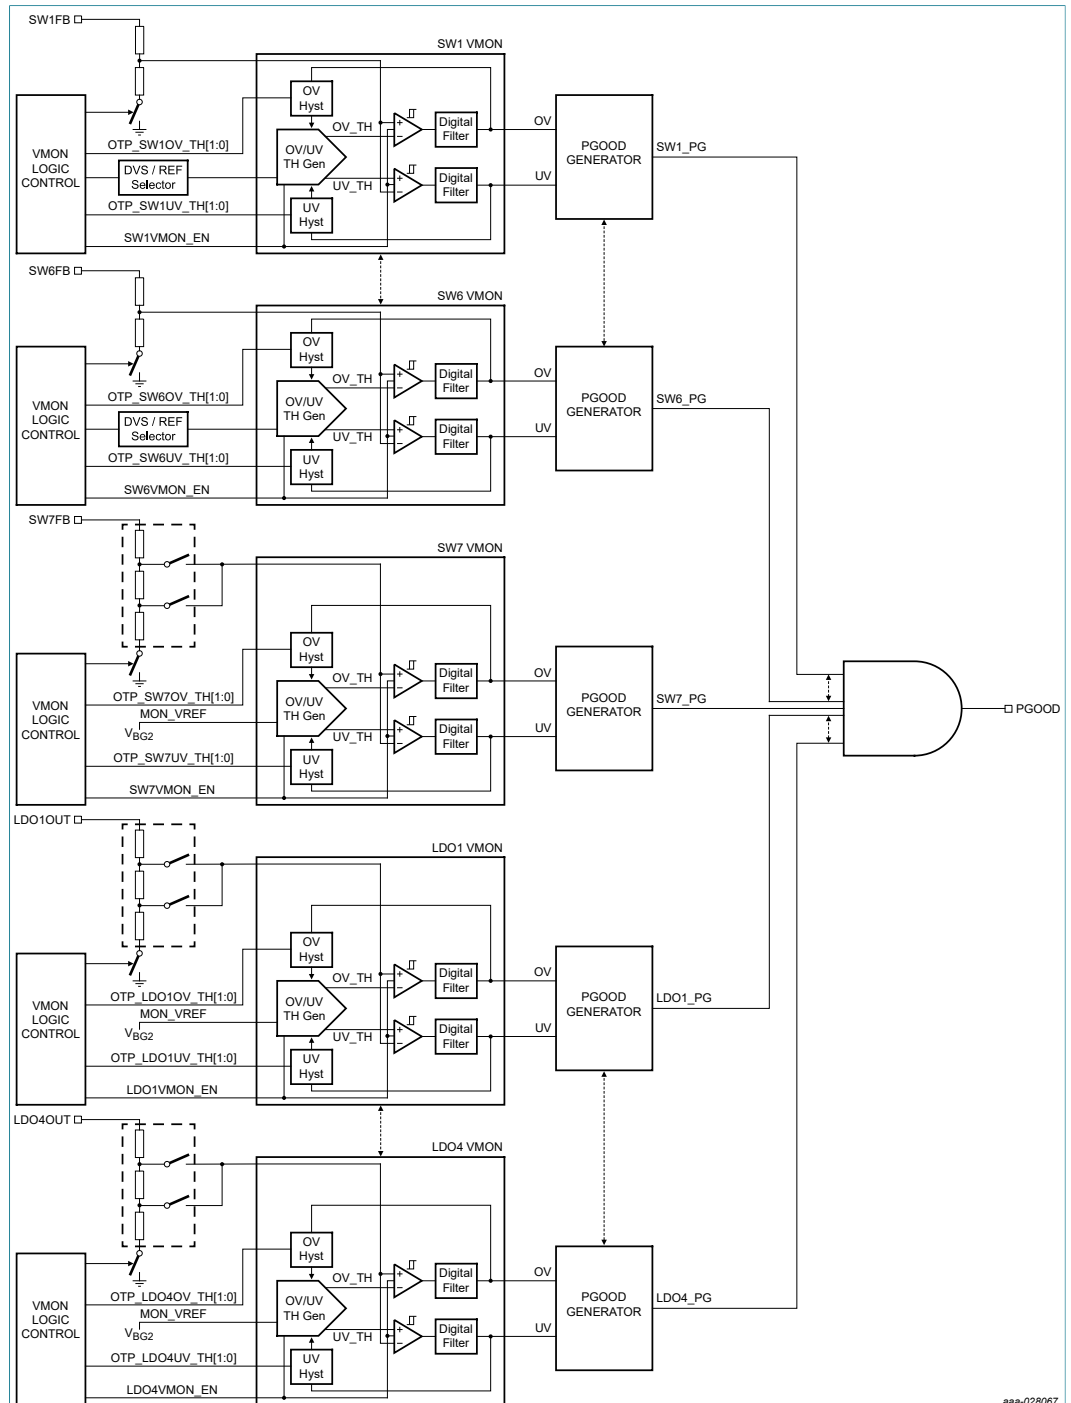 SW1FB
SW1 VMON
VMON
LOGIC
CONTROL
OTP_SW1OV_TH[1:0]
DVS / REF
Selector
OTP_SW1UV_TH[1:0]
SW1VMON_EN
OV
Hyst
OV/UV
TH Gen
UV
Hyst
OV_TH
UV_TH
+
−
+
−
Digital
Filter
Digital
Filter
OV
UV
PGOOD
GENERATOR
SW1_PG
SW6FB
SW6 VMON
VMON
LOGIC
CONTROL
OTP_SW6OV_TH[1:0]
DVS / REF
Selector
OTP_SW6UV_TH[1:0]
SW6VMON_EN
OV
Hyst
OV/UV
TH Gen
UV
Hyst
OV_TH
UV_TH
+
−
+
−
Digital
Filter
Digital
Filter
OV
UV
PGOOD
GENERATOR
SW6_PG
SW7FB
SW7 VMON
VMON
LOGIC
CONTROL
OTP_SW7OV_TH[1:0]
MON_VREF
VBG2
OTP_SW7UV_TH[1:0]
SW7VMON_EN
OV
Hyst
OV/UV
TH Gen
UV
Hyst
OV_TH
UV_TH
+
−
+
−
Digital
Filter
Digital
Filter
OV
UV
PGOOD
GENERATOR
SW7_PG
PGOOD
LDO1OUT
LDO1 VMON
VMON
LOGIC
CONTROL
OTP_LDO1OV_TH[1:0]
MON_VREF
VBG2
OTP_LDO1UV_TH[1:0]
LDO1VMON_EN
OV
Hyst
OV/UV
TH Gen
UV
Hyst
OV_TH
UV_TH
+
−
+
−
Digital
Filter
Digital
Filter
OV
UV
PGOOD
GENERATOR
LDO1_PG
LDO4OUT
LDO4 VMON
VMON
LOGIC
CONTROL
OTP_LDO4OV_TH[1:0]
MON_VREF
VBG2
OTP_LDO4UV_TH[1:0]
LDO4VMON_EN
OV
Hyst
OV/UV
TH Gen
UV
Hyst
OV_TH
UV_TH
+
−
+
−
Digital
Filter
Digital
Filter
OV
UV
PGOOD
GENERATOR
LDO4_PG
aaa-028067